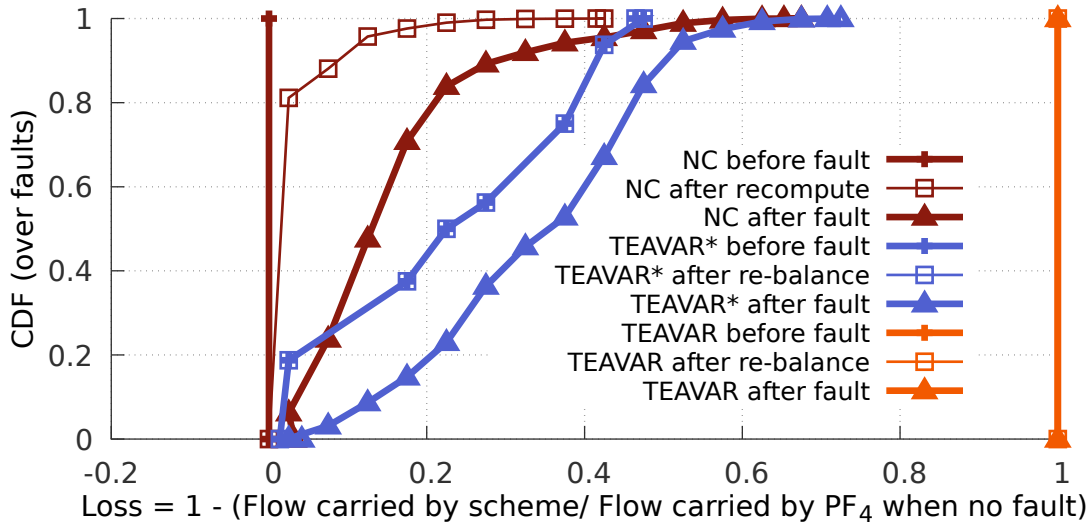 1
0.8
0.6
0.4
0.2
0
CDF (over faults)
NC before fault
NC after recompute
NC after fault
TEAVAR* before fault
TEAVAR* after re-balance
TEAVAR* after fault
TEAVAR before fault
TEAVAR after re-balance
TEAVAR after fault
-0.2 0 0.2 0.4 0.6 0.8 1
Loss = 1 - (Flow carried by scheme/ Flow carried by PF₄ when no fault)